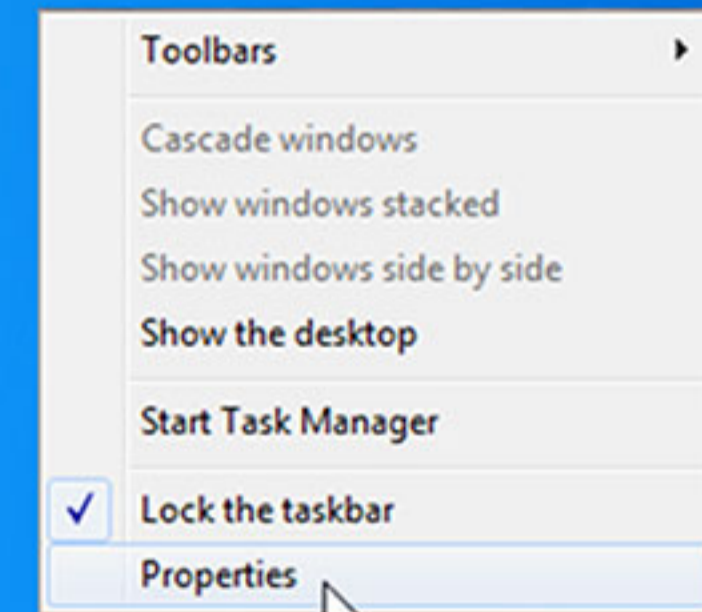 Toolbars
Cascade windows
Show windows stacked
Show windows side by side
Show the desktop
Start Task Manager
Lock the taskbar
Properties